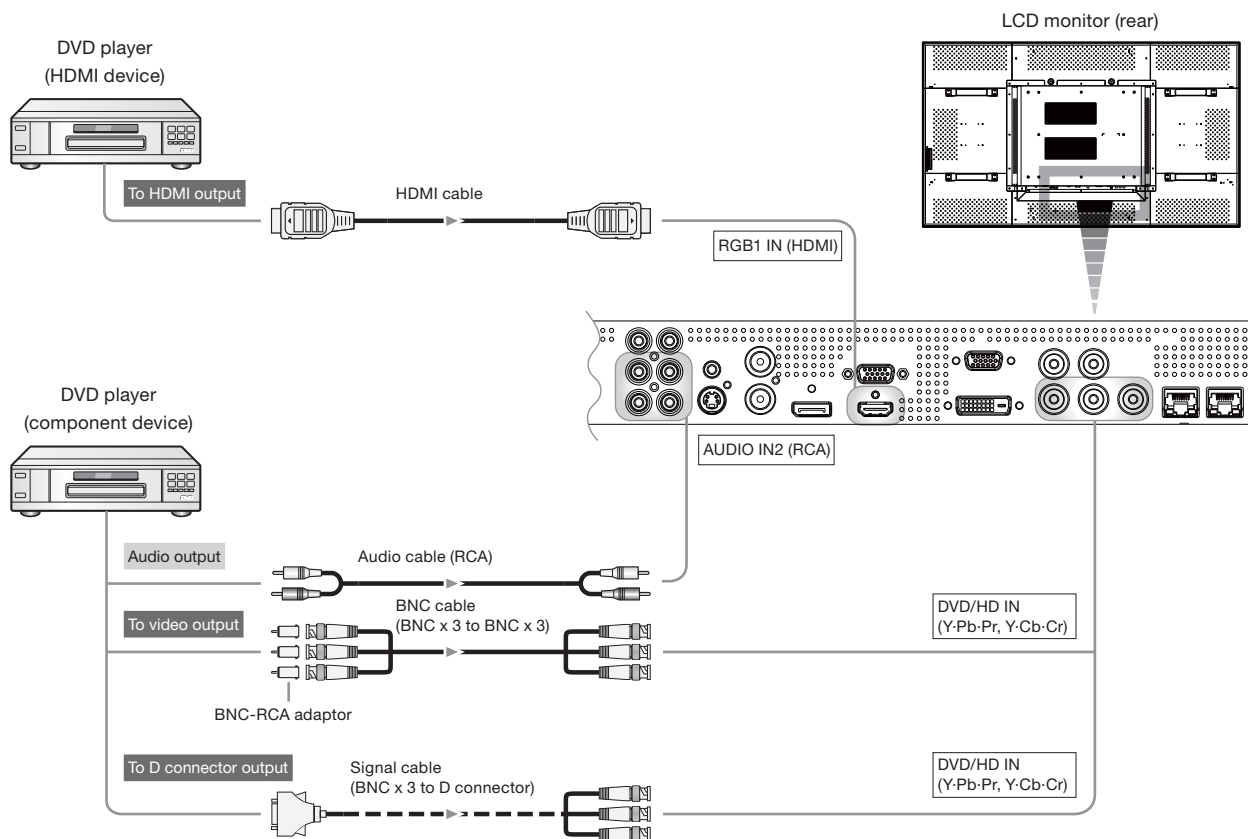 LCD monitor (rear)
DVD player
(HDMI device)
To HDMI output
HDMI cable
RGB1 IN (HDMI)
DVD player
(component device)
AUDIO IN2 (RCA)
Audio output
Audio cable (RCA)
To video output
BNC cable
(BNC x 3 to BNC x 3)
DVD/HD IN
(Y·Pb·Pr, Y·Cb·Cr)
BNC-RCA adaptor
To D connector output
Signal cable
(BNC x 3 to D connector)
DVD/HD IN
(Y·Pb·Pr, Y·Cb·Cr)